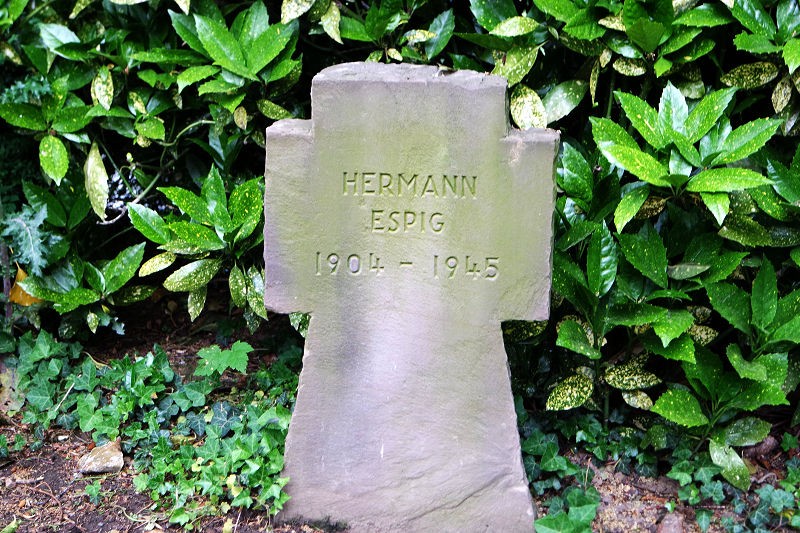 HERMANN
ESPIG
1904 - 1945